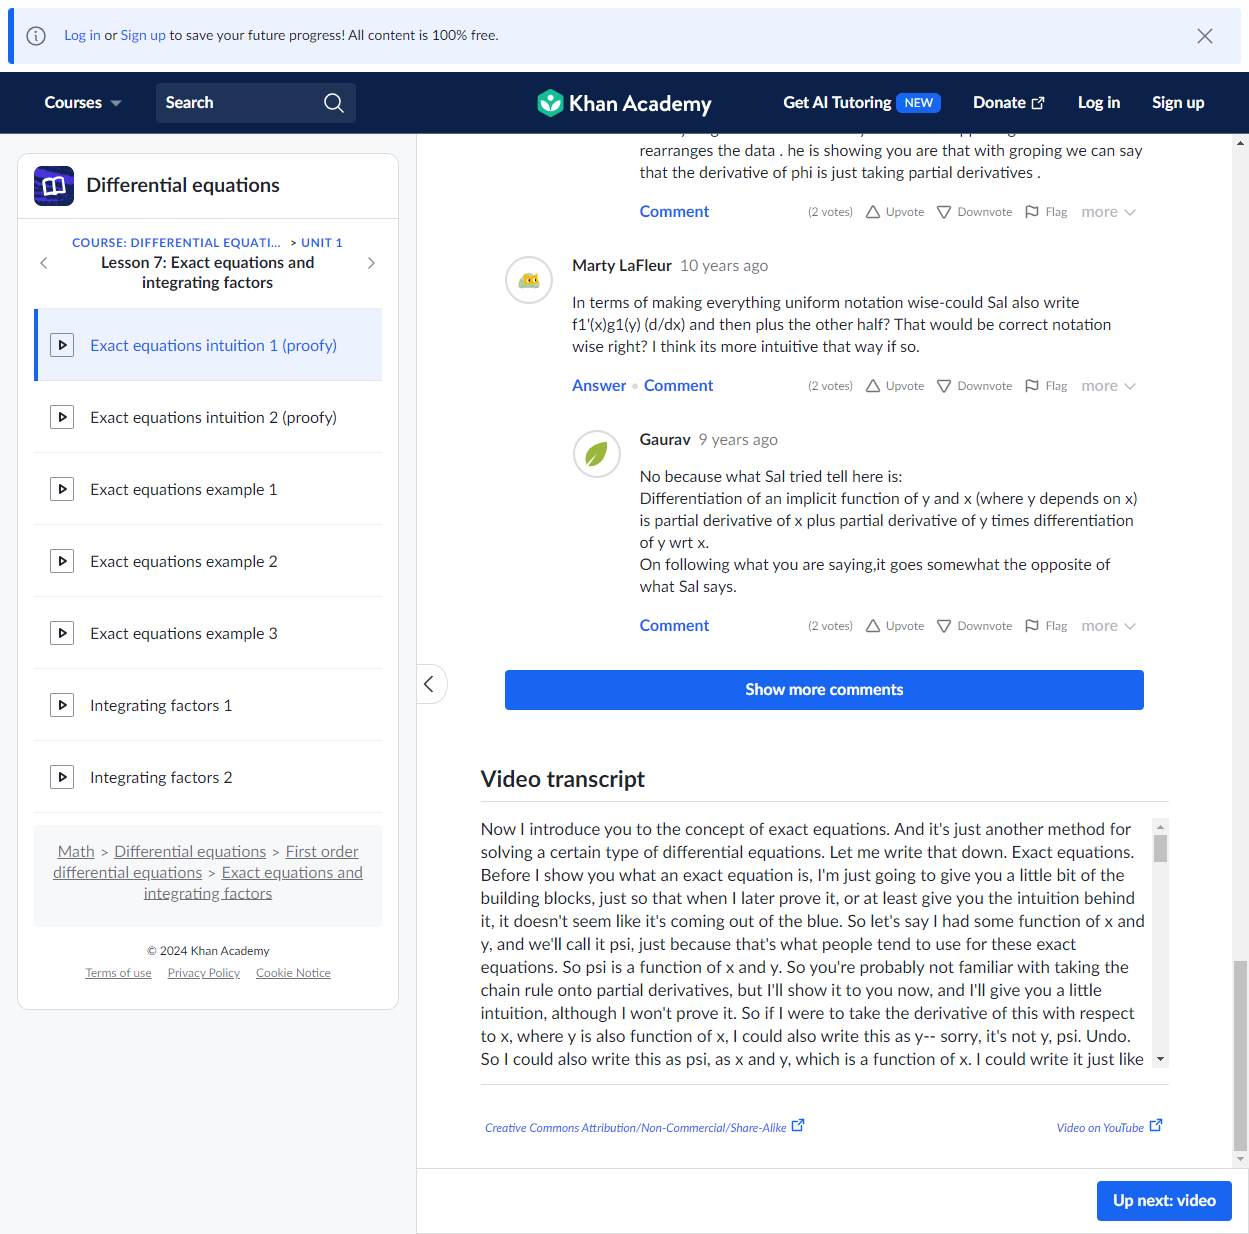 Log in or Sign up to save your future progress! All content is 100% free.
Courses
Search
Khan Academy
Get AI Tutoring NEW
Donate
Log in
Sign up
Differential equations
COURSE: DIFFERENTIAL EQUATI... > UNIT 1
Lesson 7: Exact equations and
integrating factors
Exact equations intuition 1 (proofy)
Exact equations intuition 2 (proofy)
Exact equations example 1
Exact equations example 2
Exact equations example 3
Integrating factors 1
Integrating factors 2
Math > Differential equations > First order
differential equations > Exact equations and
integrating factors
© 2024 Khan Academy
Terms of use Privacy Policy Cookie Notice
rearranges the data . he is showing you are that with groping we can say
that the derivative of phi is just taking partial derivatives .
Comment (2 votes) Upvote Downvote Flag more
Marty LaFleur 10 years ago
In terms of making everything uniform notation wise-could Sal also write
f1'(x)g1(y) (d/dx) and then plus the other half? That would be correct notation
wise right? I think its more intuitive that way if so.
Answer • Comment (2 votes) Upvote Downvote Flag more
Gaurav 9 years ago
No because what Sal tried tell here is:
Differentiation of an implicit function of y and x (where y depends on x)
is partial derivative of x plus partial derivative of y times differentiation
of y wrt x.
On following what you are saying,it goes somewhat the opposite of
what Sal says.
Comment (2 votes) Upvote Downvote Flag more
Show more comments
Video transcript
Now I introduce you to the concept of exact equations. And it's just another method for
solving a certain type of differential equations. Let me write that down. Exact equations.
Before I show you what an exact equation is, I'm just going to give you a little bit of the
building blocks, just so that when I later prove it, or at least give you the intuition behind
it, it doesn't seem like it's coming out of the blue. So let's say I had some function of x and
y, and we'll call it psi, just because that's what people tend to use for these exact
equations. So psi is a function of x and y. So you're probably not familiar with taking the
chain rule onto partial derivatives, but I'll show it to you now, and I'll give you a little
intuition, although I won't prove it. So if I were to take the derivative of this with respect
to x, where y is also function of x, I could also write this as y-- sorry, it's not y, psi. Undo.
So I could also write this as psi, as x and y, which is a function of x. I could write it just like
Creative Commons Attribution/Non-Commercial/Share-Alike
Video on YouTube
Up next: video